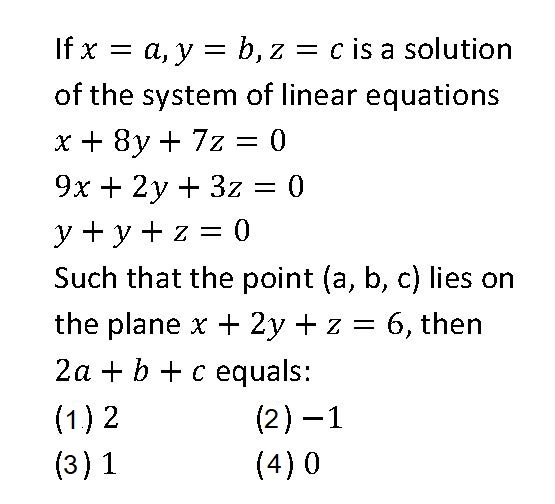 If x = a, y = b, z = c is a solution
of the system of linear equations
x + 8y + 7z = 0
9x + 2y + 3z = 0
y + y + z = 0
Such that the point (a, b, c) lies on
the plane x + 2y + z = 6, then
2a + b + c equals:
(1.) 2 (2) −1
(3) 1 (4) 0